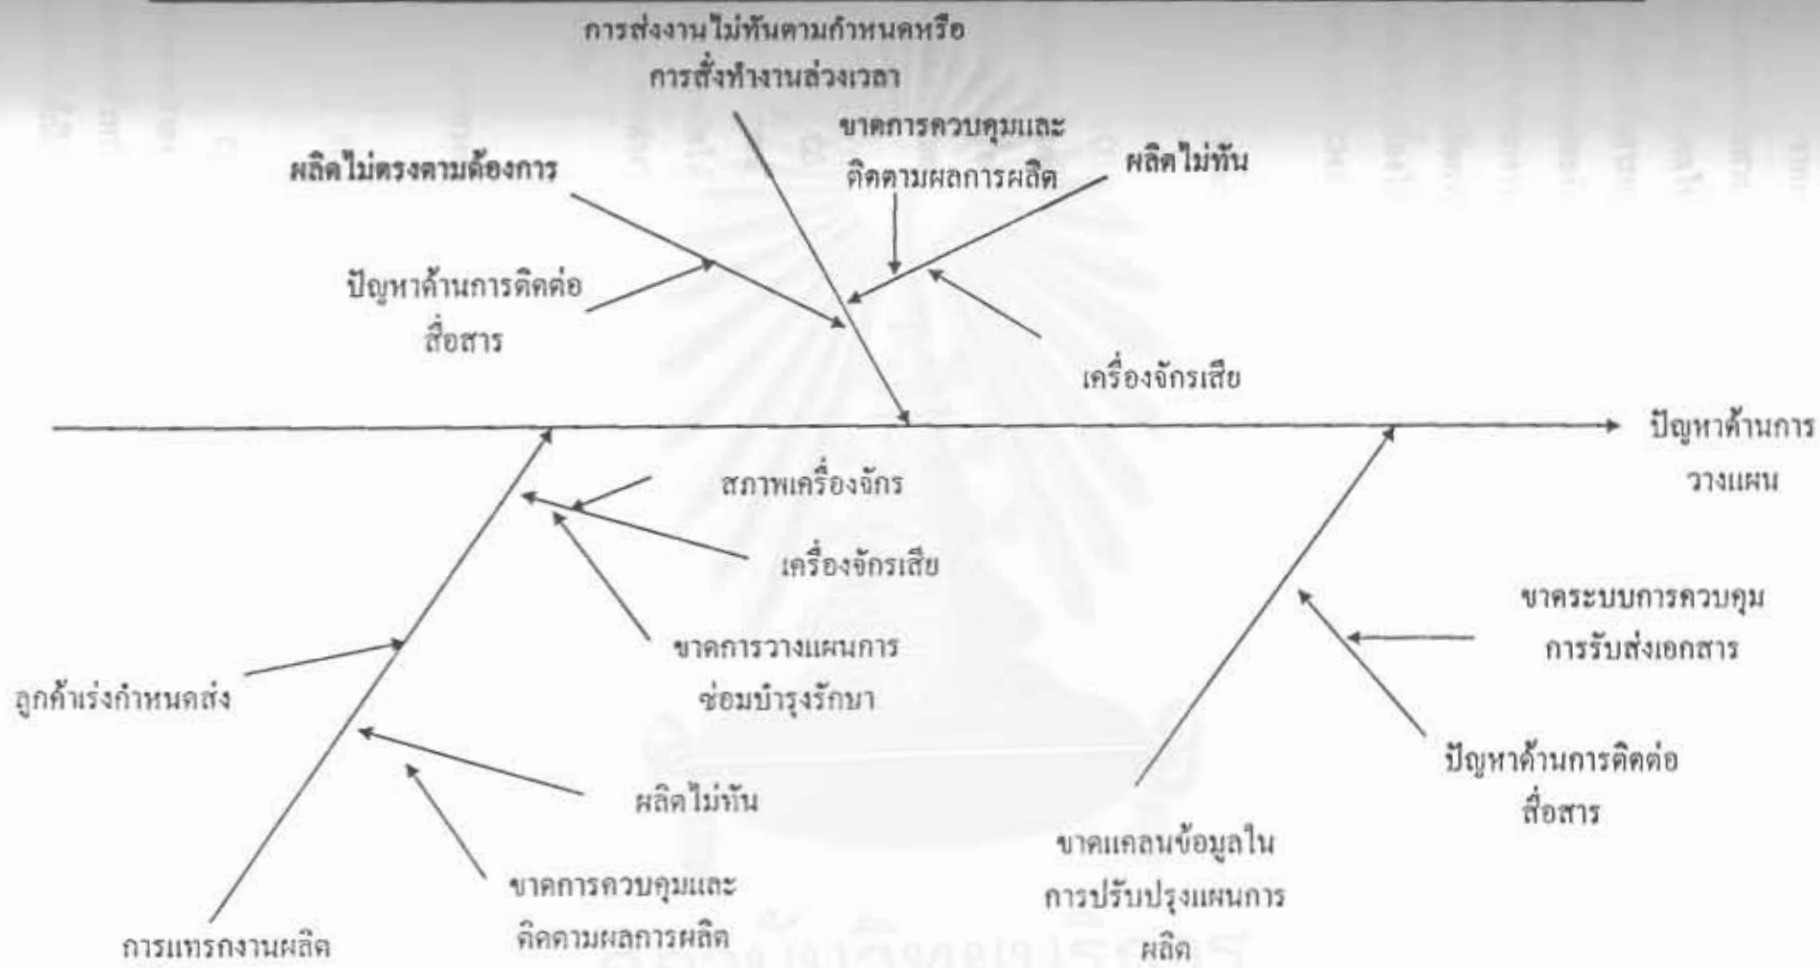 การส่งงานไม่ทันตามกำหนดหรือ
การสั่งทำงานล่วงเวลา
ขาดการควบคุมและ
ติดตามผลการผลิต
ผลิตไม่ทัน
ผลิตไม่ตรงตามต้องการ
ปัญหาด้านการติดต่อ
สื่อสาร
เครื่องจักรเสีย
ปัญหาด้านการ
วางแผน
สภาพเครื่องจักร
เครื่องจักรเสีย
ขาดการวางแผนการ
ซ่อมบำรุงรักษา
ลูกค้าเร่งกำหนดส่ง
ผลิตไม่ทัน
ขาดการควบคุมและ
ติดตามผลการผลิต
การแทรกงานผลิต
ขาดระบบการควบคุม
การรับส่งเอกสาร
ปัญหาด้านการติดต่อ
สื่อสาร
ขาดแคลนข้อมูลใน
การปรับปรุงแผนการ
ผลิต